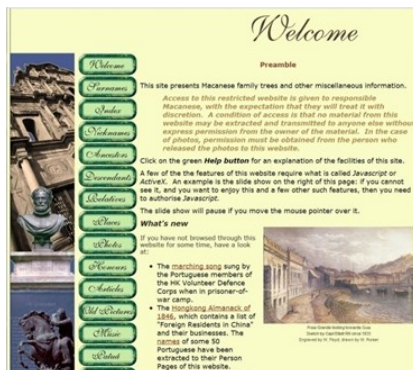 Welcome
Welcome
Surnames
Index
Nicknames
Ancestors
Descendants
Relatives
Places
Photos
Honours
Articles
Old Pictures
Music
Preamble
This site presents Macanese family trees and other miscellaneous information.
Access to this restricted website is given to responsible
Macanese, with the expectation that they will treat it with
discretion. A condition of access is that no material from this
website may be extracted and transmitted to anyone else without
express permission from the owner of the material. In the case
of photos, permission must be obtained from the person who
released the photos to this website.
Click on the green Help button for an explanation of the facilities of this site.
A few of the the features of this website require what is called Javascript or
ActiveX. An example is the slide show on the right of this page: if you cannot
see it, and you want to enjoy this and a few other such features, then you need
to authorise Javascript.
The slide show will pause if you move the mouse pointer over it.
What's new
If you have not browsed through this
website for some time, have a look
at:
• The marching song sung by
the Portuguese members of
the HK Volunteer Defence
Corps when in prisoner-of-
war camp.
• The Hongkong Almanack of
1846, which contains a list of
"Foreign Residents in China"
and their businesses. The
names of some 50
Portuguese have been
extracted to their Person
Pages of this website.